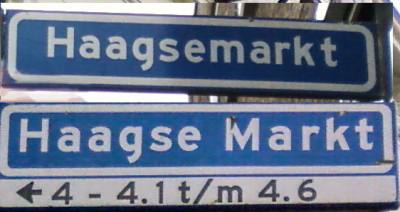 Haagsemarkt
Haagse Markt
← 4 - 4.1 t/m 4.6